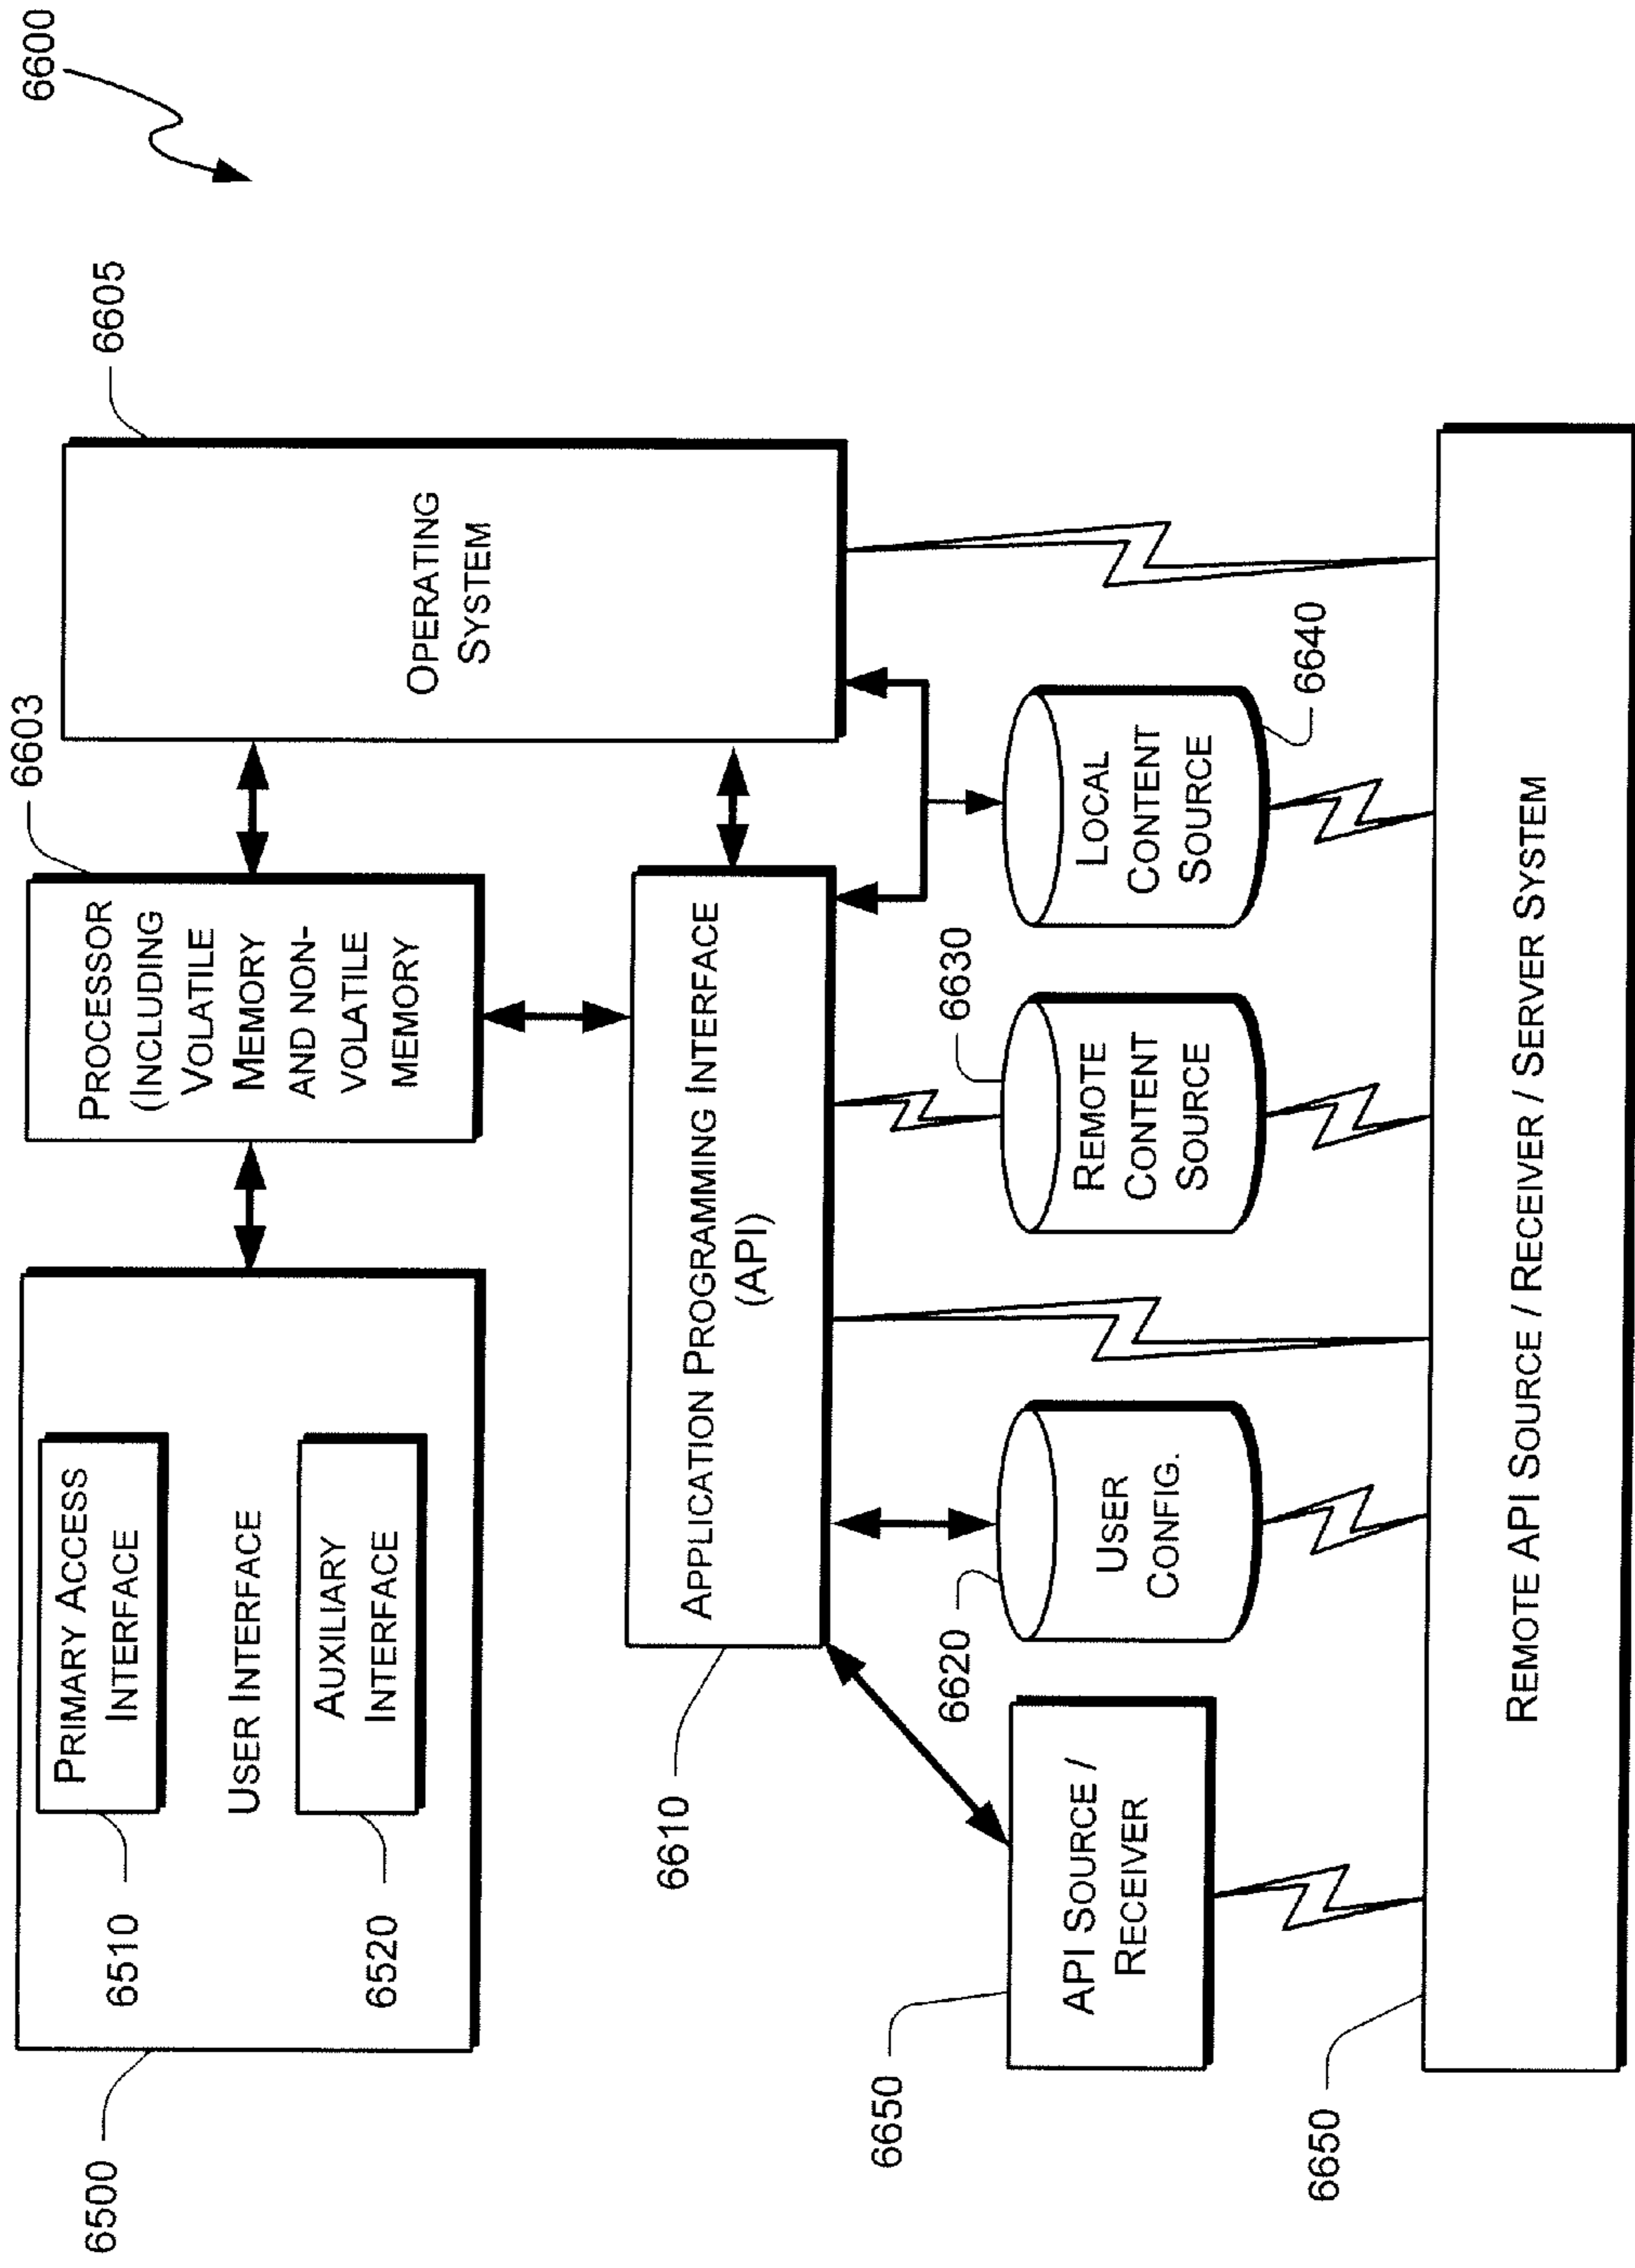 6600
6500
6510
PRIMARY ACCESS
INTERFACE
USER INTERFACE
6520
AUXILIARY
INTERFACE
6603
PROCESSOR
(INCLUDING
VOLATILE
MEMORY
AND NON-
VOLATILE
MEMORY
6605
OPERATING
SYSTEM
6610
APPLICATION PROGRAMMING INTERFACE
(API)
6650
API SOURCE /
RECEIVER
6620
USER
CONFIG.
6630
REMOTE
CONTENT
SOURCE
LOCAL
CONTENT
SOURCE
6640
6650
REMOTE API SOURCE / RECEIVER / SERVER SYSTEM